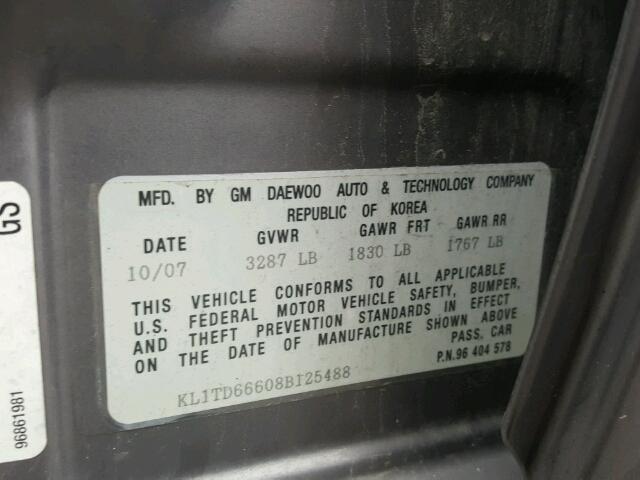 MFD. BY GM DAEWOO AUTO & TECHNOLOGY COMPANY
REPUBLIC OF KOREA
DATE GVWR GAWR FRT GAWR RR
10/07 3287 LB 1830 LB 1767 LB
THIS VEHICLE CONFORMS TO ALL APPLICABLE
U.S. FEDERAL MOTOR VEHICLE SAFETY, BUMPER,
AND THEFT PREVENTION STANDARDS IN EFFECT
ON THE DATE OF MANUFACTURE SHOWN ABOVE
PASS. CAR
KL1TD66608B125488 P.N.96 404 578
GS
96861981